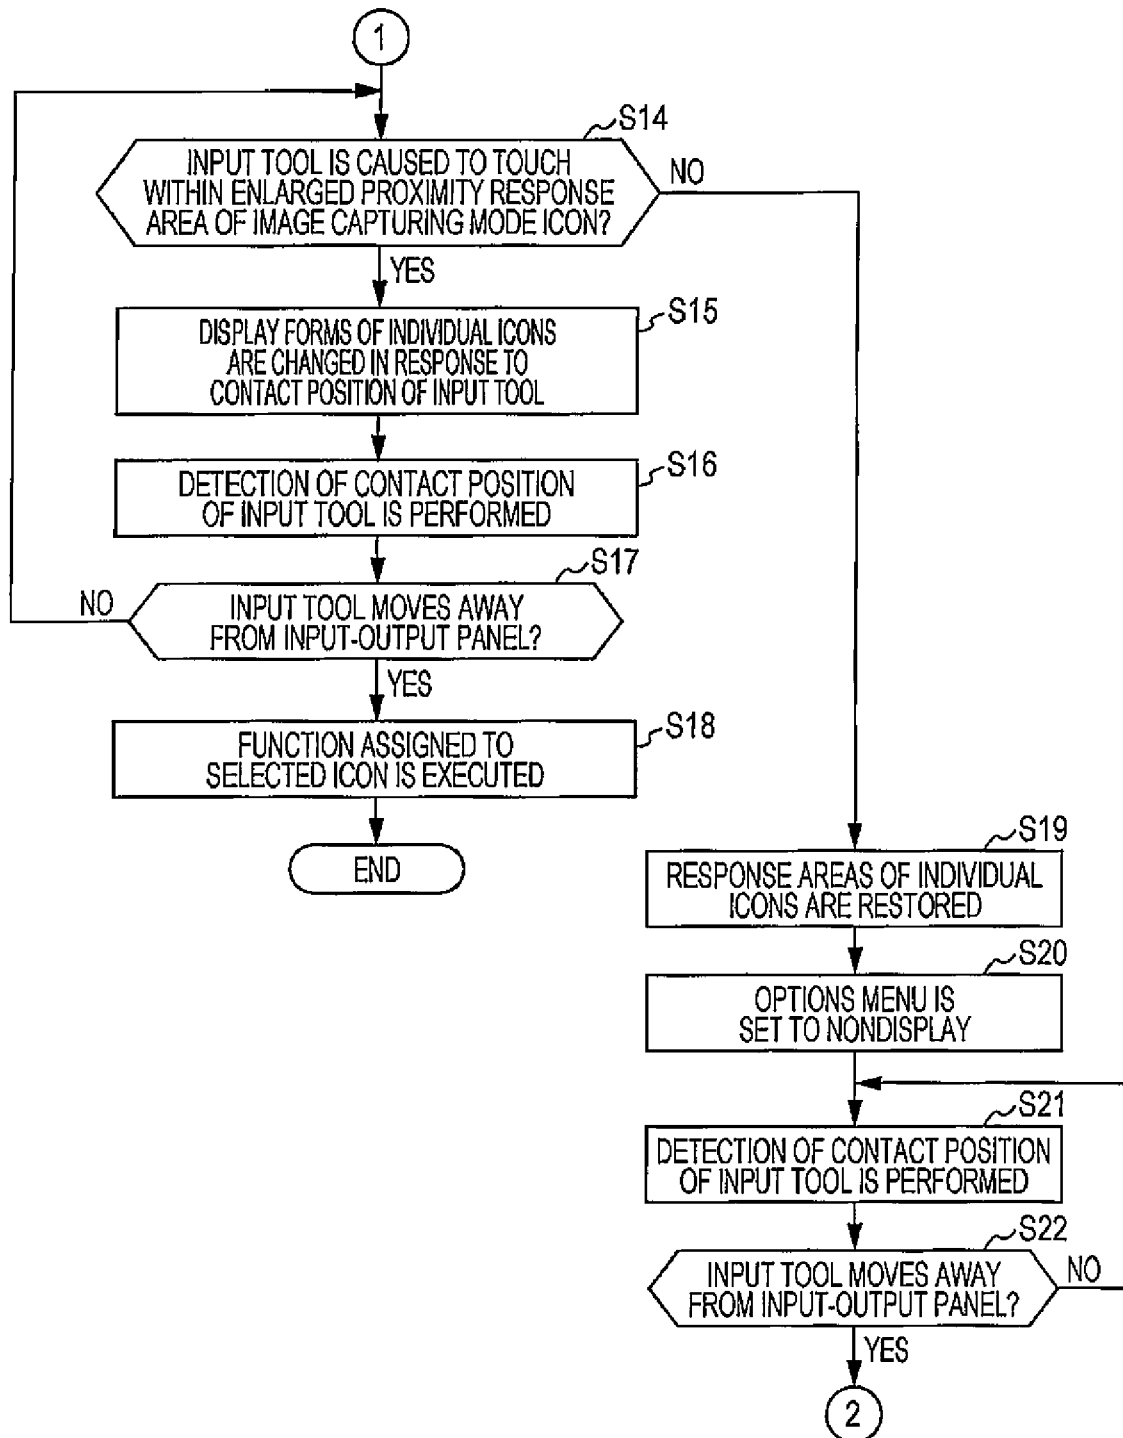 1
S14
INPUT TOOL IS CAUSED TO TOUCH
WITHIN ENLARGED PROXIMITY RESPONSE
AREA OF IMAGE CAPTURING MODE ICON?
NO
YES
S15
DISPLAY FORMS OF INDIVIDUAL ICONS
ARE CHANGED IN RESPONSE TO
CONTACT POSITION OF INPUT TOOL
S16
DETECTION OF CONTACT POSITION
OF INPUT TOOL IS PERFORMED
S17
NO
INPUT TOOL MOVES AWAY
FROM INPUT-OUTPUT PANEL?
YES
S18
FUNCTION ASSIGNED TO
SELECTED ICON IS EXECUTED
END
S19
RESPONSE AREAS OF INDIVIDUAL
ICONS ARE RESTORED
S20
OPTIONS MENU IS
SET TO NONDISPLAY
S21
DETECTION OF CONTACT POSITION
OF INPUT TOOL IS PERFORMED
S22
INPUT TOOL MOVES AWAY
FROM INPUT-OUTPUT PANEL?
NO
YES
2